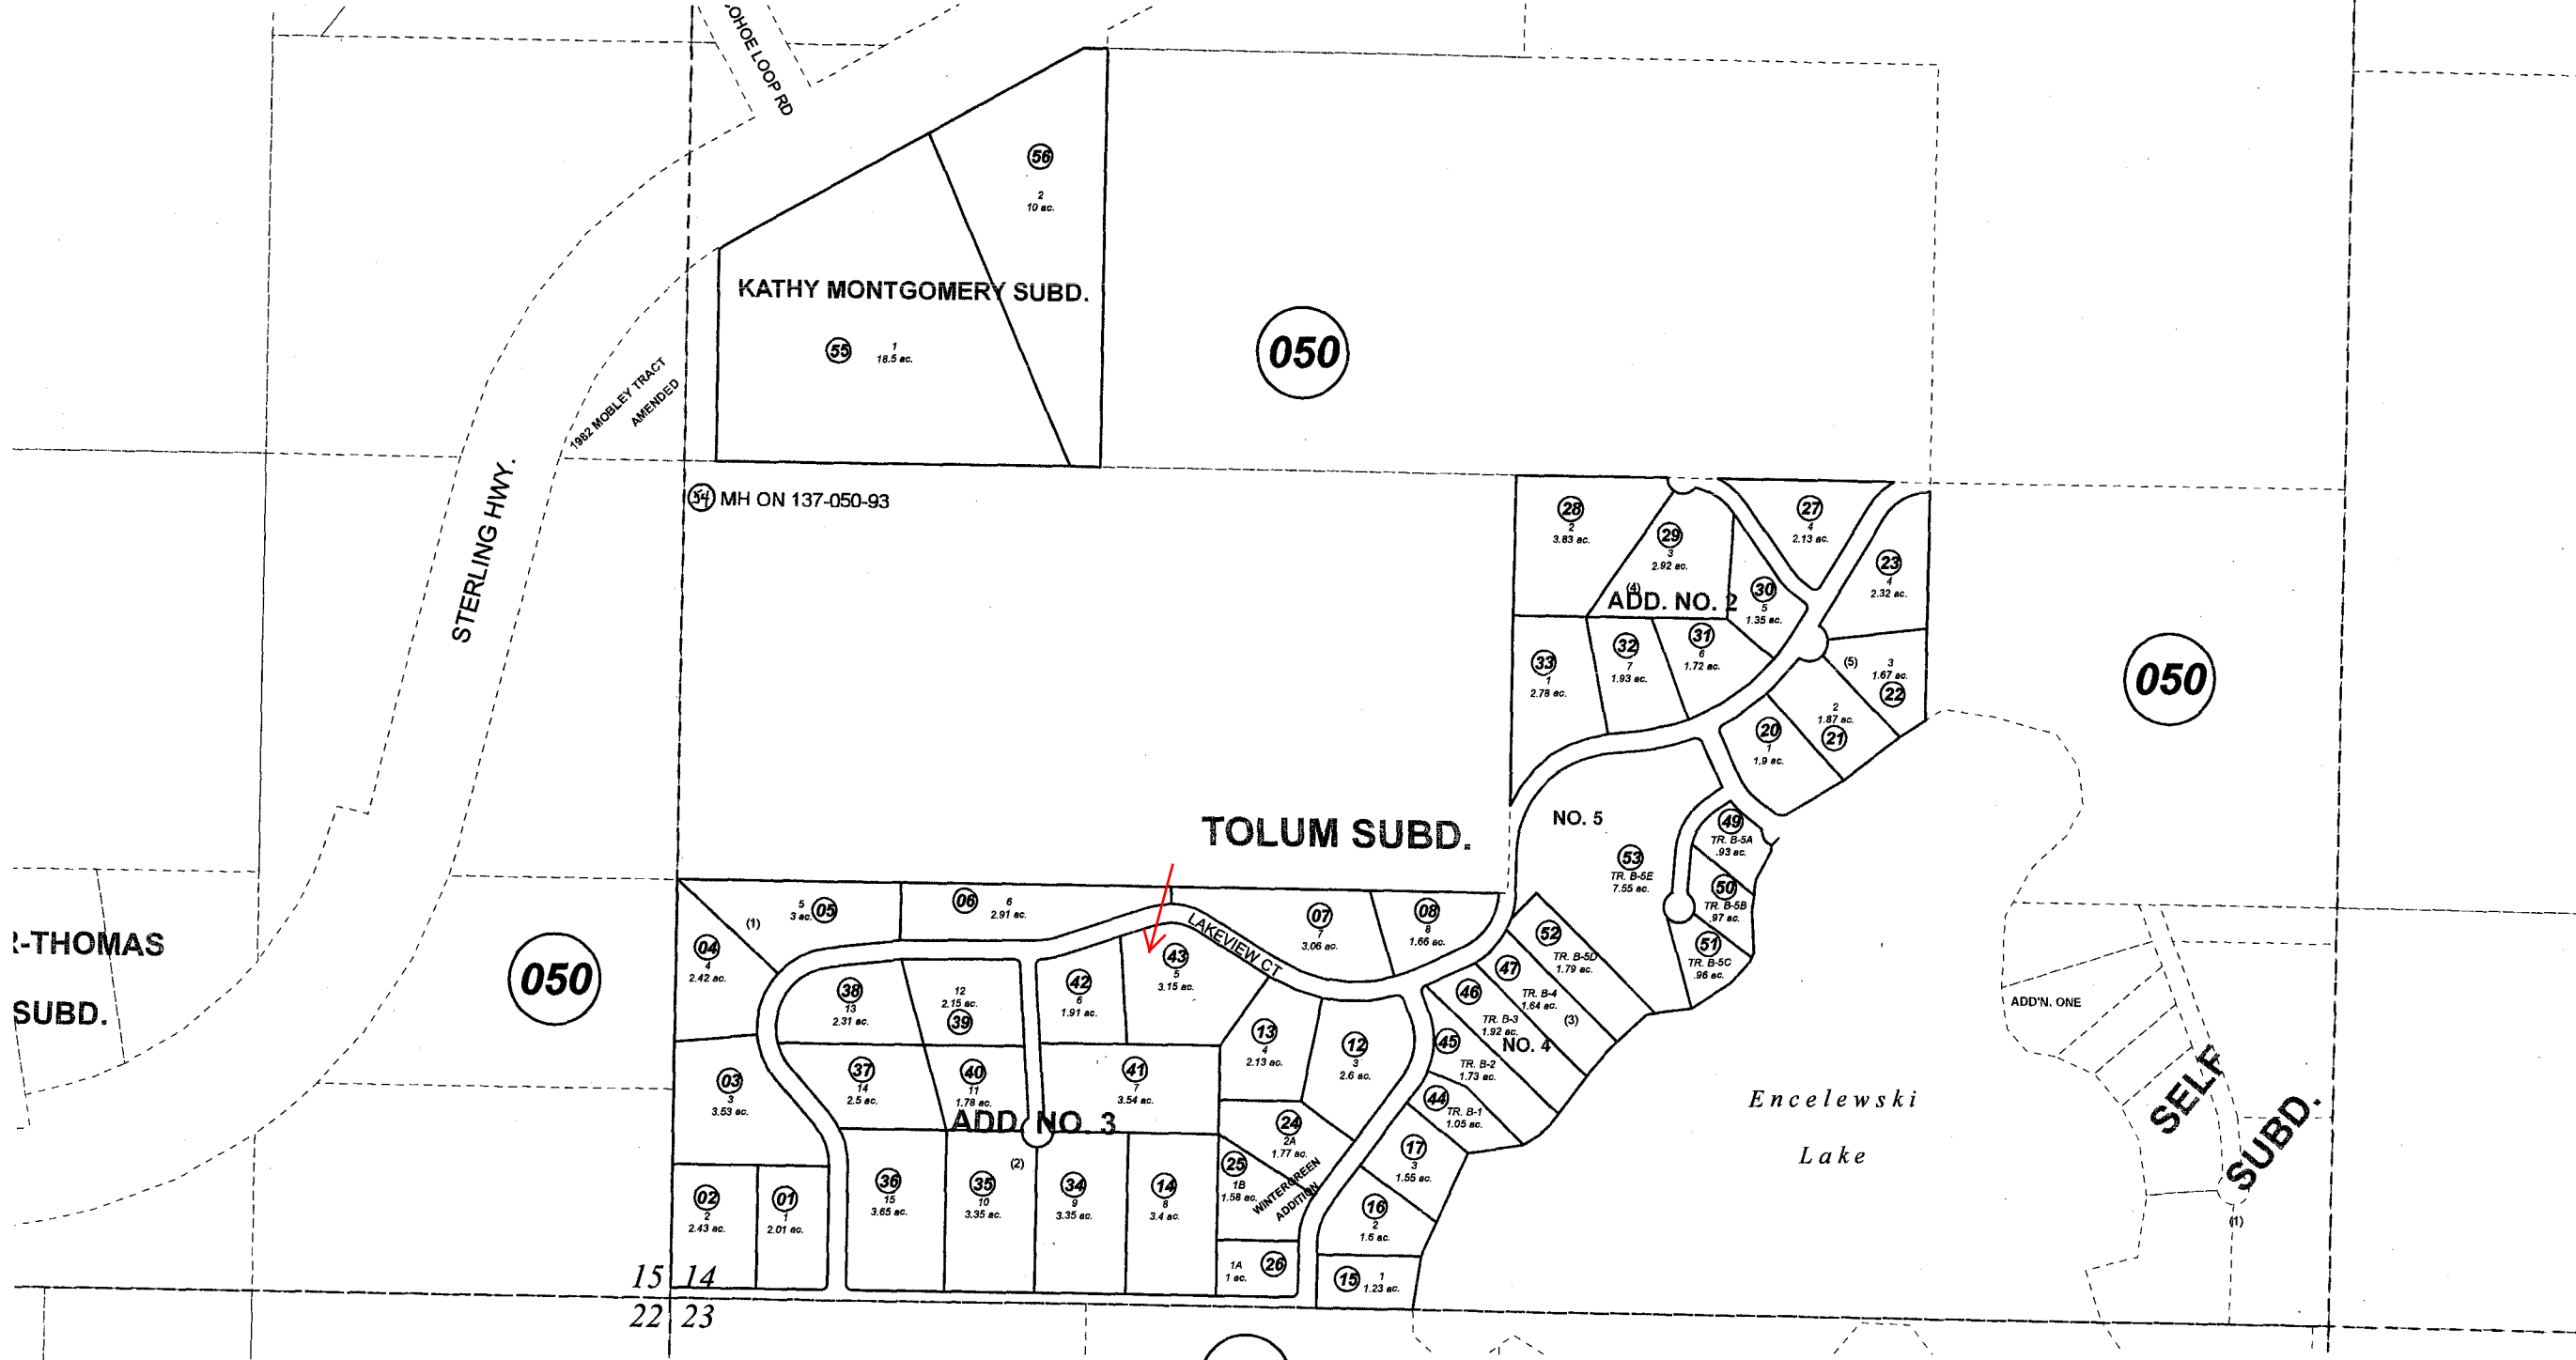 OHOE LOOP RD
56
2
10 ac.
KATHY MONTGOMERY SUBD.
55
1
18.5 ac.
050
1982 MOBLEY TRACT
AMENDED
STERLING HWY.
54 MH ON 137-050-93
28
2
3.83 ac.
29
3
2.92 ac.
(4)
ADD. NO. 2
27
4
2.13 ac.
23
4
2.32 ac.
30
5
1.35 ac.
33
1
2.78 ac.
32
7
1.93 ac.
31
6
1.72 ac.
(5)
3
1.67 ac.
22
2
1.87 ac.
21
20
1
1.9 ac.
050
TOLUM SUBD.
NO. 5
53
TR. B-5E
7.55 ac.
49
TR. B-5A
.93 ac.
50
TR. B-5B
.97 ac.
51
TR. B-5C
.96 ac.
R-THOMAS
SUBD.
050
(1)
5
3 ac.
05
06
6
2.91 ac.
07
7
3.06 ac.
08
8
1.66 ac.
LAKEVIEW CT
04
4
2.42 ac.
38
13
2.31 ac.
12
2.15 ac.
39
42
6
1.91 ac.
43
5
3.15 ac.
52
TR. B-5D
1.79 ac.
47
TR. B-4
1.64 ac.
(3)
46
TR. B-3
1.92 ac.
NO. 4
45
TR. B-2
1.73 ac.
44
TR. B-1
1.05 ac.
13
4
2.13 ac.
12
3
2.6 ac.
03
3
3.53 ac.
37
14
2.5 ac.
40
11
1.78 ac.
41
7
3.54 ac.
ADD. NO. 3
(2)
24
2A
1.77 ac.
25
1B
1.58 ac.
WINTERGREEN
ADDITION
17
3
1.55 ac.
16
2
1.6 ac.
02
2
2.43 ac.
01
1
2.01 ac.
36
15
3.65 ac.
35
10
3.35 ac.
34
9
3.35 ac.
14
8
3.4 ac.
1A
1 ac.
26
15
1
1.23 ac.
Encelewski
Lake
ADD'N. ONE
SELF
SUBD.
(1)
15 14
22 23